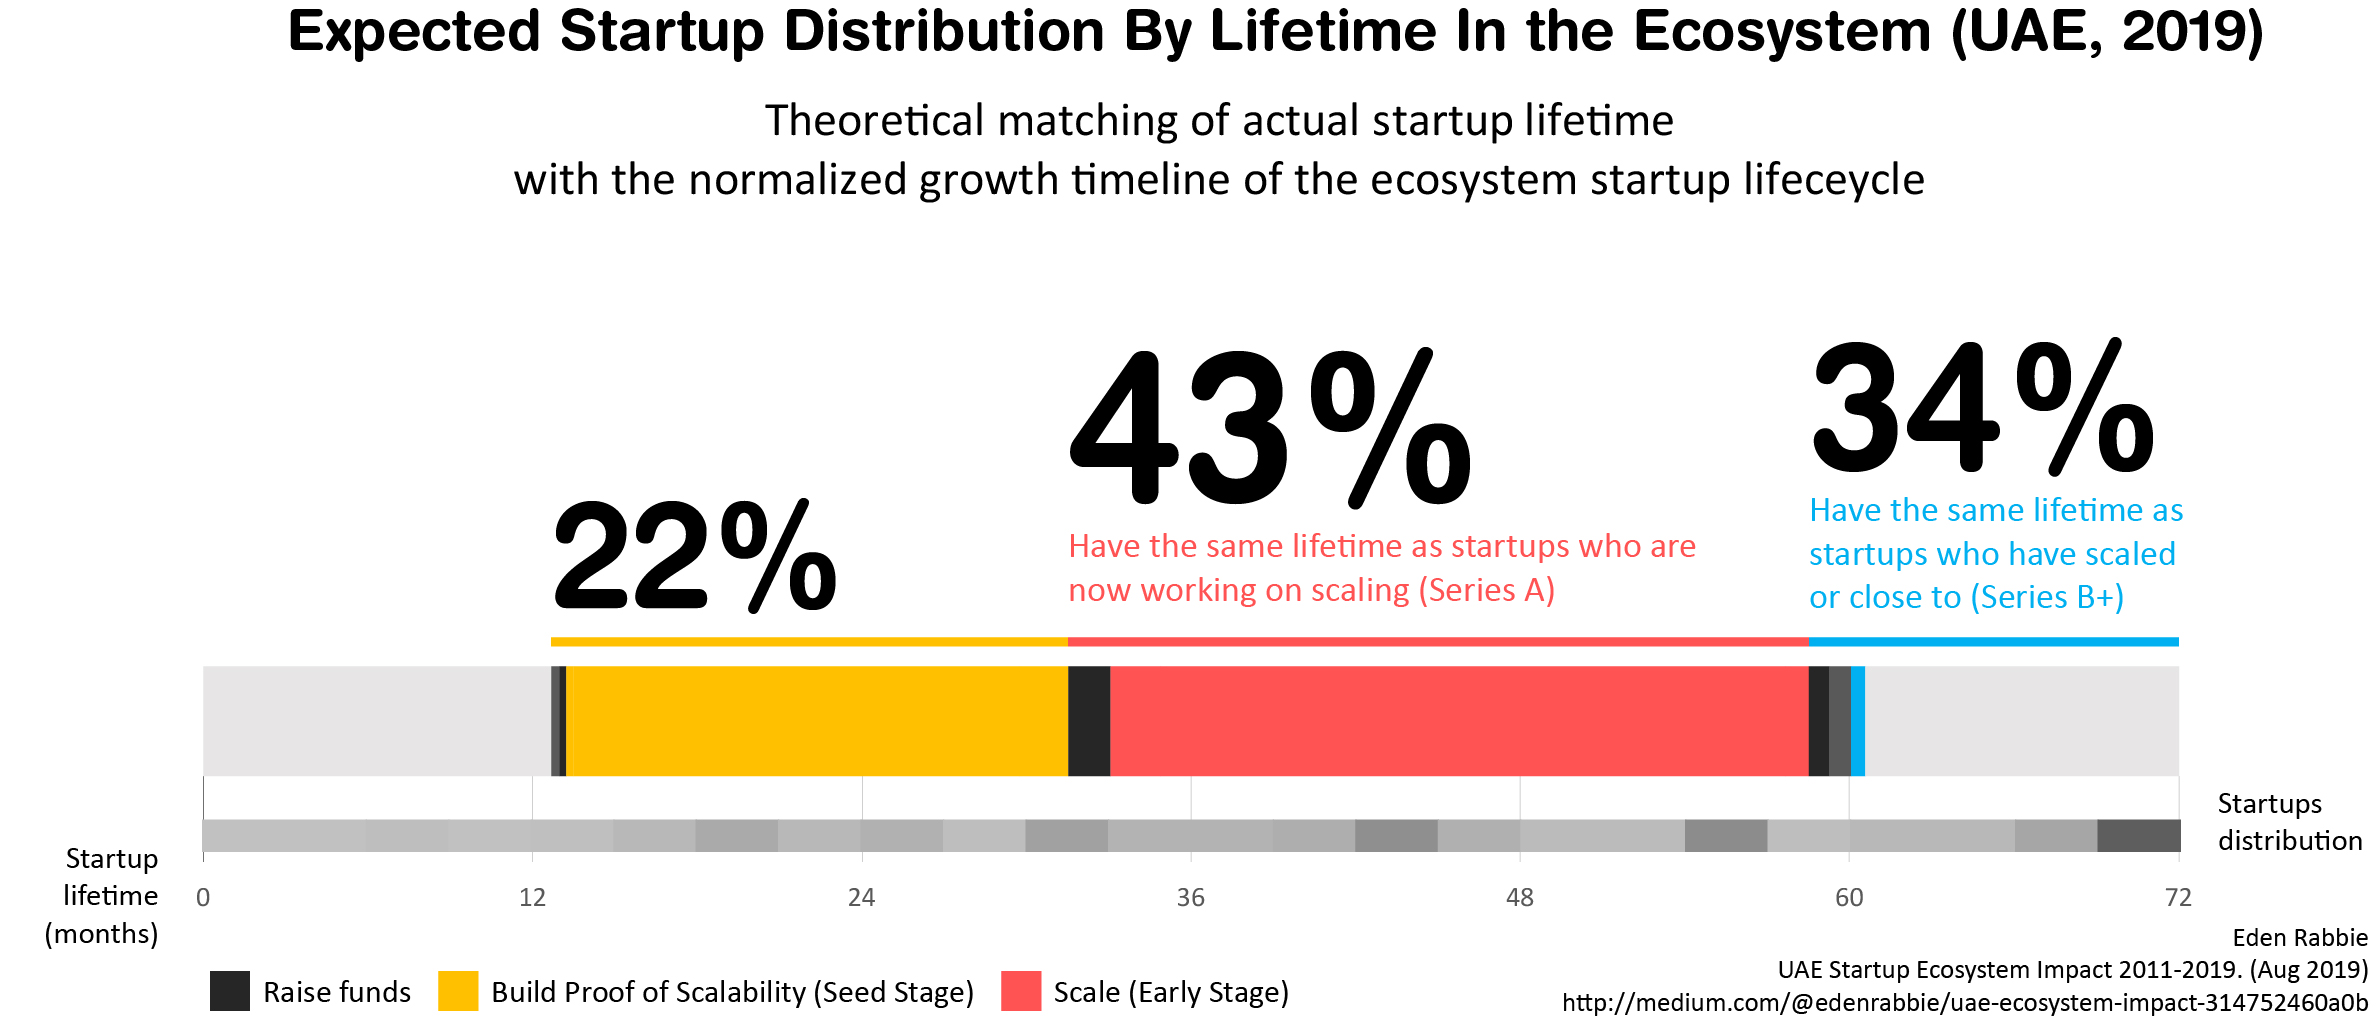 Expected Startup Distribution By Lifetime In the Ecosystem (UAE, 2019)
Theoretical matching of actual startup lifetime
with the normalized growth timeline of the ecosystem startup lifeceycle
22%
43%
Have the same lifetime as startups who are
now working on scaling (Series A)
34%
Have the same lifetime as
startups who have scaled
or close to (Series B+)
Startups
distribution
Startup
lifetime
(months)
0 12 24 36 48 60 72
Raise funds Build Proof of Scalability (Seed Stage) Scale (Early Stage)
Eden Rabbie
UAE Startup Ecosystem Impact 2011-2019. (Aug 2019)
http://medium.com/@edenrabbie/uae-ecosystem-impact-314752460a0b